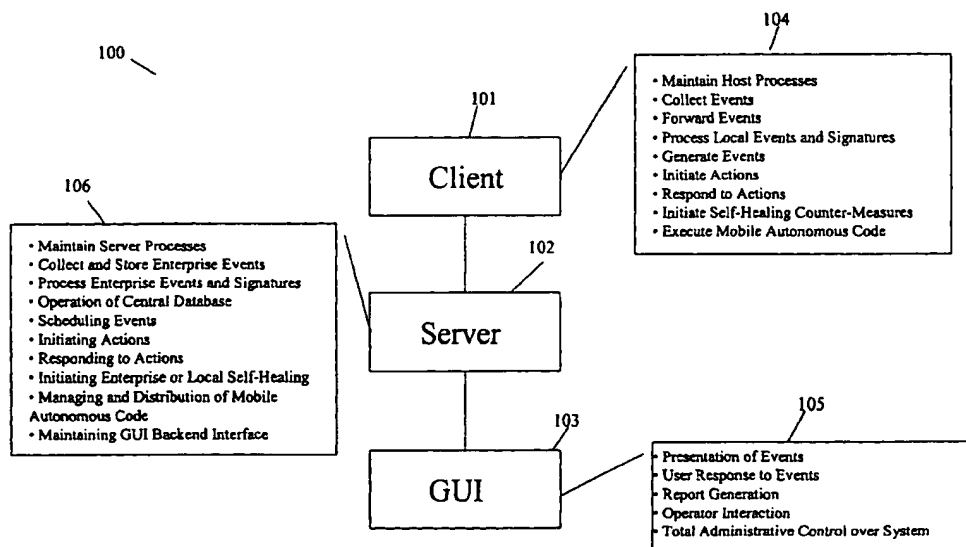 100
104
• Maintain Host Processes
• Collect Events
• Forward Events
• Process Local Events and Signatures
• Generate Events
• Initiate Actions
• Respond to Actions
• Initiate Self-Healing Counter-Measures
• Execute Mobile Autonomous Code
101
Client
106
• Maintain Server Processes
• Collect and Store Enterprise Events
• Process Enterprise Events and Signatures
• Operation of Central Database
• Scheduling Events
• Initiating Actions
• Responding to Actions
• Initiating Enterprise or Local Self-Healing
• Managing and Distribution of Mobile
Autonomous Code
• Maintaining GUI Backend Interface
102
Server
103
GUI
105
• Presentation of Events
• User Response to Events
• Report Generation
• Operator Interaction
• Total Administrative Control over System